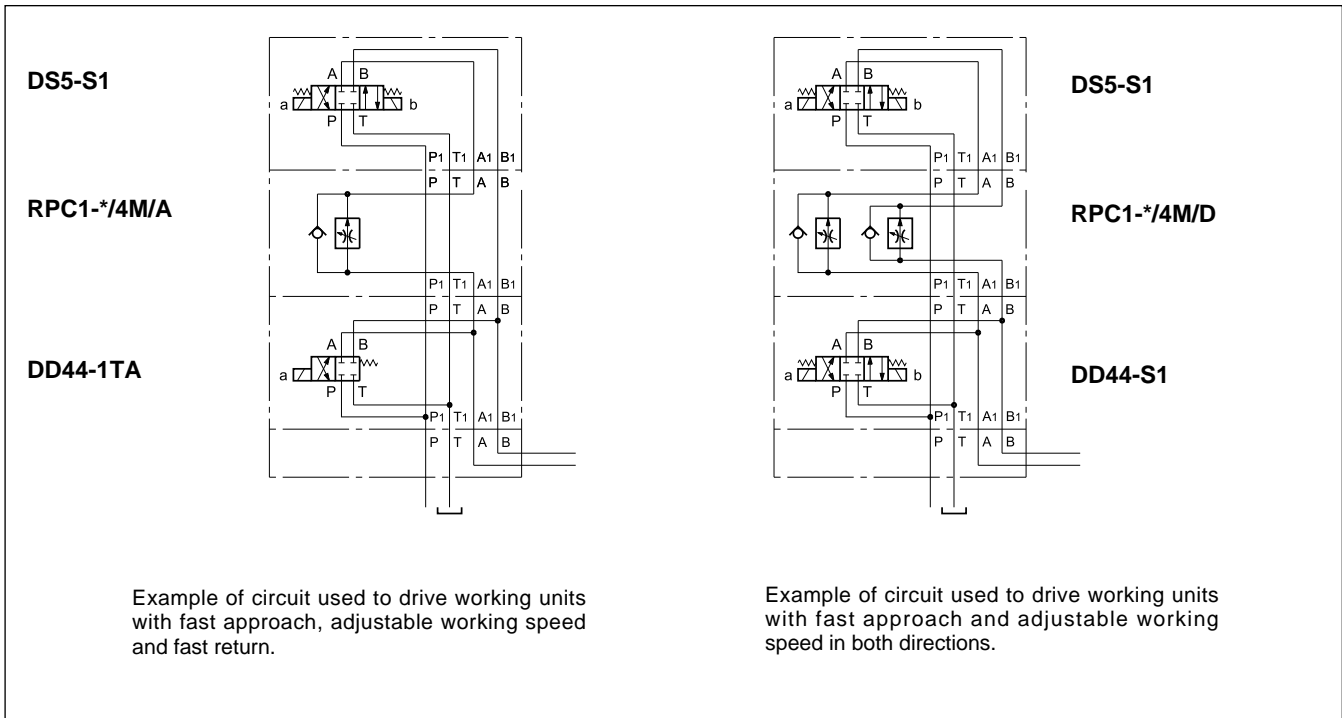 DS5-S1
A B
a b
P T
P1 T1 A1 B1
P T A B
RPC1-*/4M/A
P1 T1 A1 B1
P T A B
DD44-1TA
A B
a
P T
P1 T1 A1 B1
P T A B
Example of circuit used to drive working units
with fast approach, adjustable working speed
and fast return.
A B
a b
P T
DS5-S1
P1 T1 A1 B1
P T A B
RPC1-*/4M/D
P1 T1 A1 B1
P T A B
A B
a b
P T
DD44-S1
P1 T1 A1 B1
P T A B
Example of circuit used to drive working units
with fast approach and adjustable working
speed in both directions.